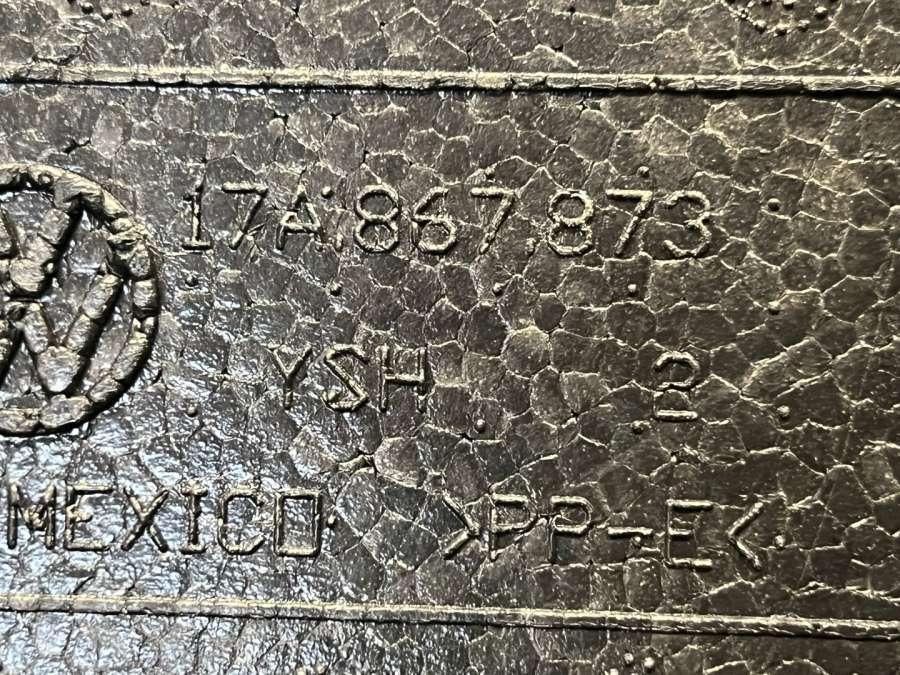 17A.867.873
YSH 2
MEXICO >PP-E<